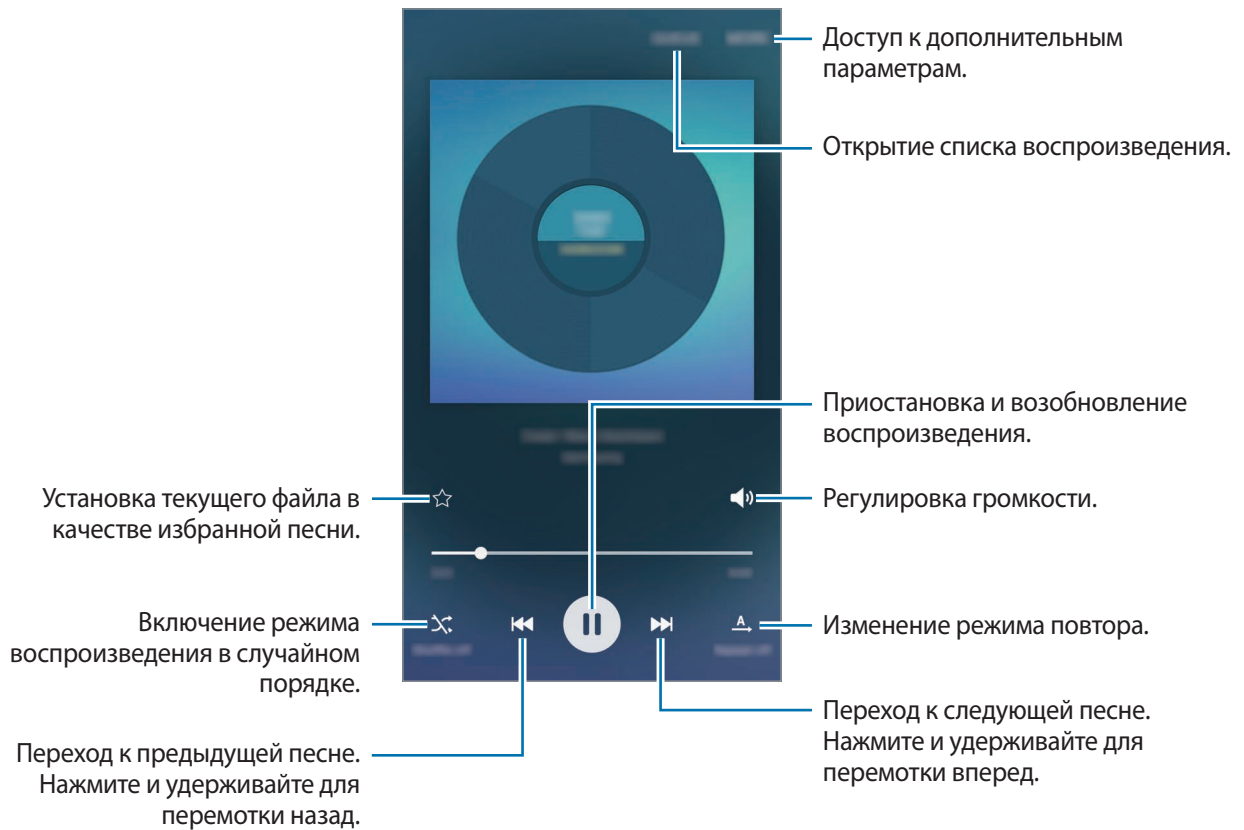 Доступ к дополнительным
параметрам.
Открытие списка воспроизведения.
Приостановка и возобновление
воспроизведения.
Установка текущего файла в
качестве избранной песни.
Регулировка громкости.
Включение режима
воспроизведения в случайном
порядке.
A
Изменение режима повтора.
Переход к предыдущей песне.
Нажмите и удерживайте для
перемотки назад.
Переход к следующей песне.
Нажмите и удерживайте для
перемотки вперед.